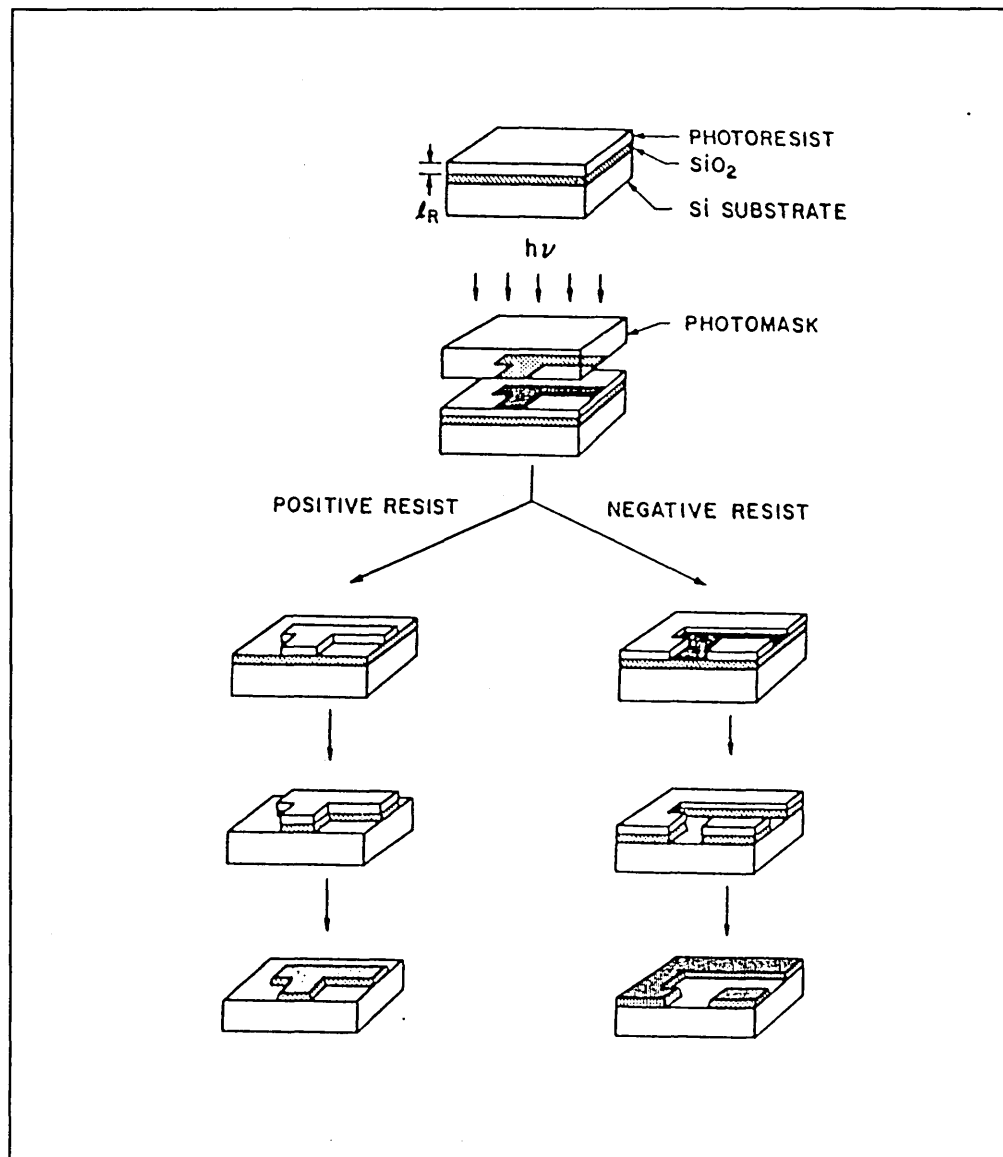 PHOTORESIST
SiO₂
Si SUBSTRATE
ℓR
hν
PHOTOMASK
POSITIVE RESIST
NEGATIVE RESIST